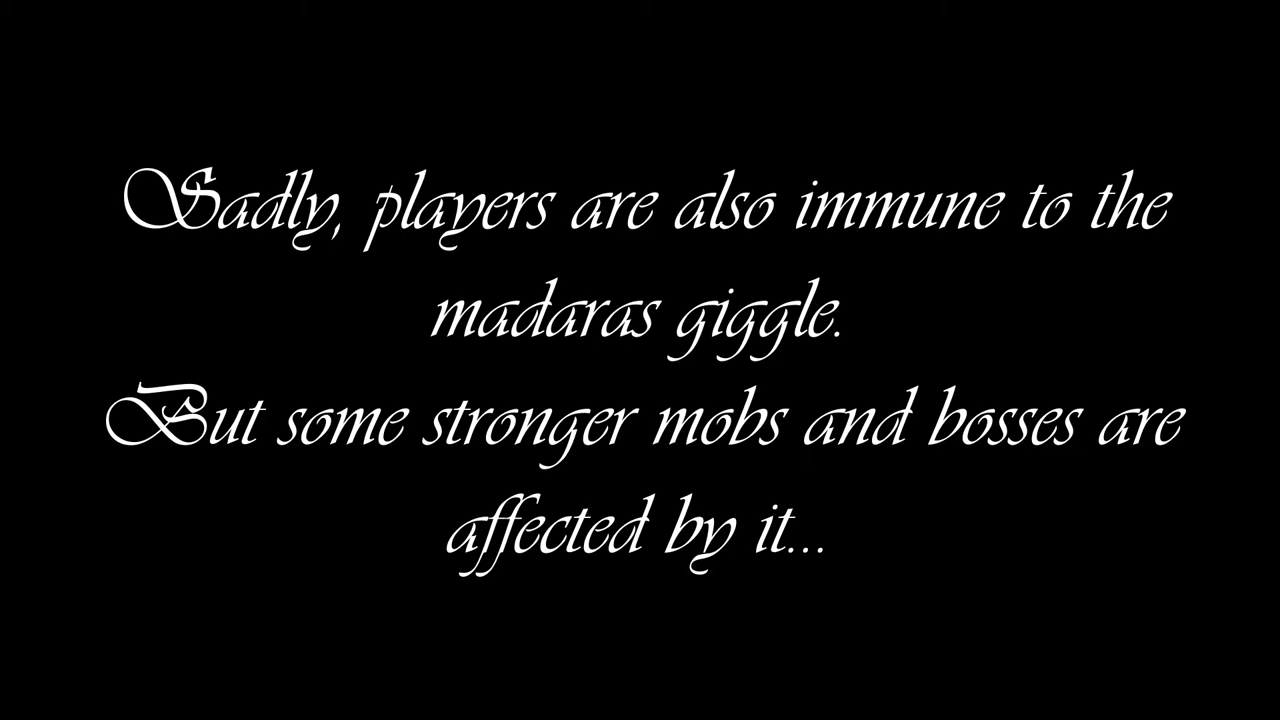 Sadly, players are also immune to the
madaras giggle.
But some stronger mobs and bosses are
affected by it...